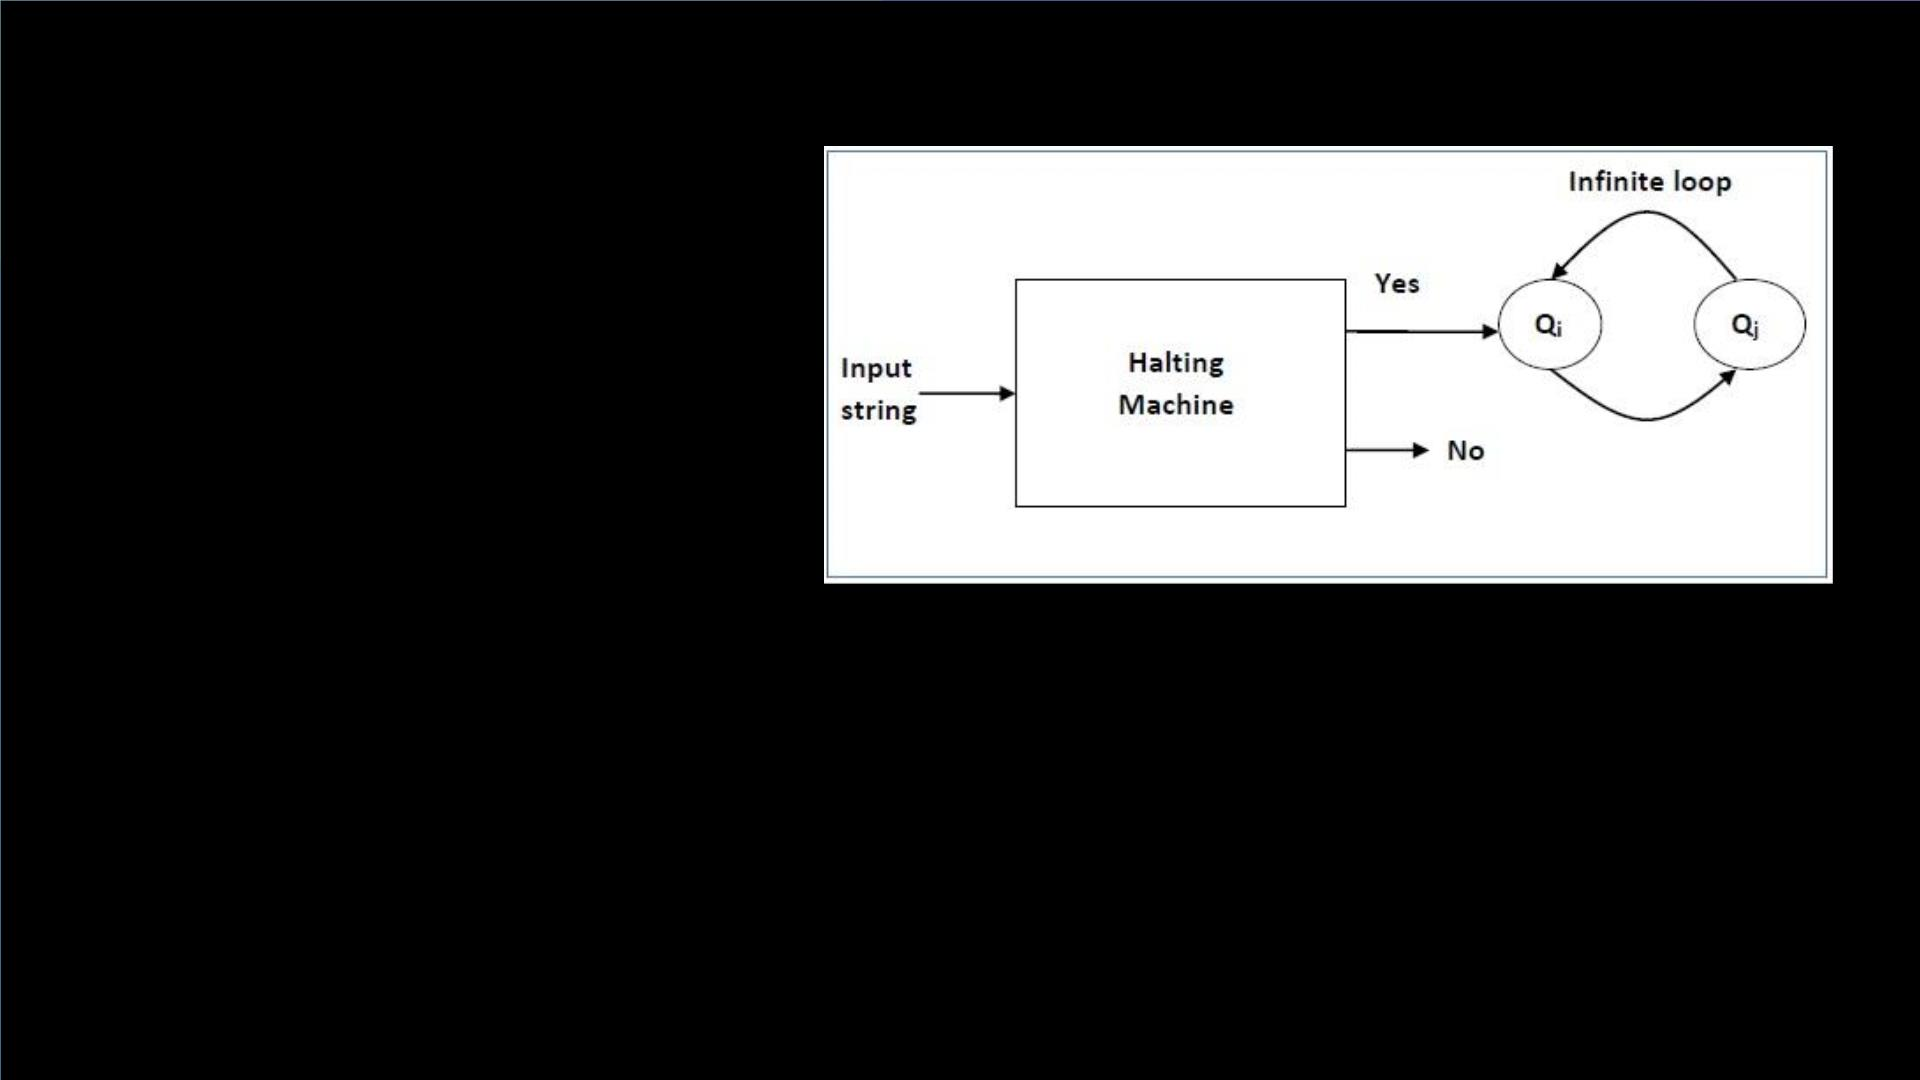 Infinite loop
Yes
Qi
Qj
Input
string
Halting
Machine
No